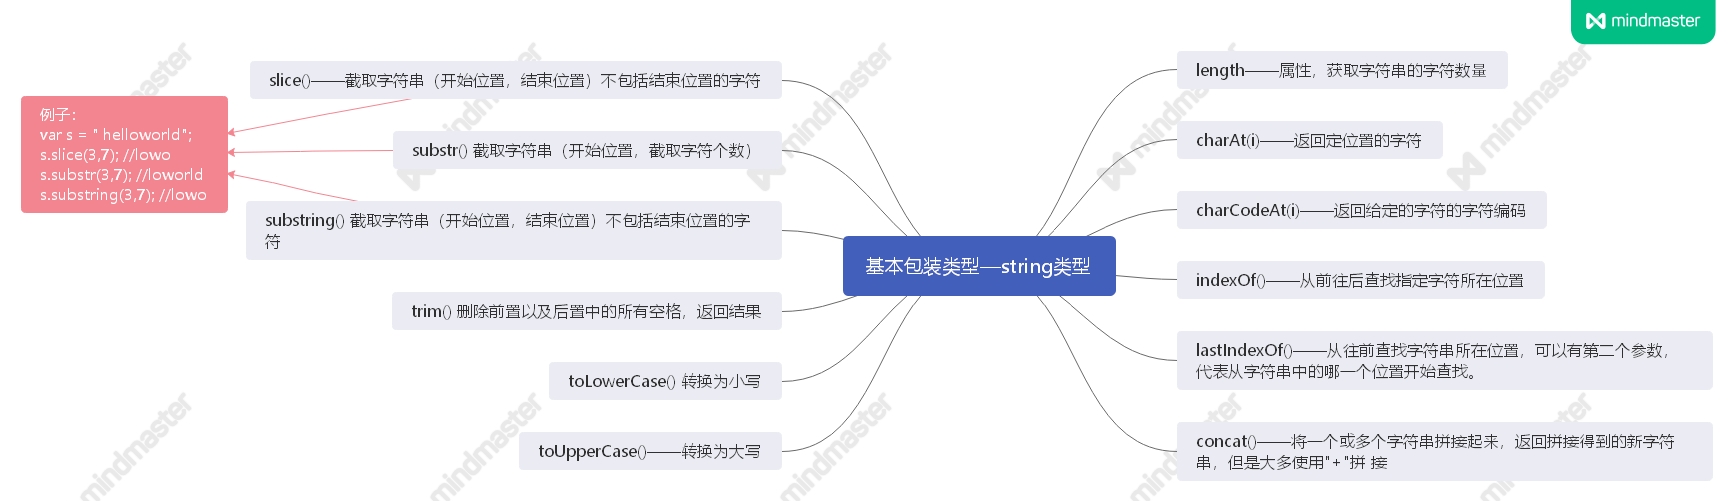 mindmaster
slice()——截取字符串（开始位置，结束位置）不包括结束位置的字符
例子：
var s = " helloworld";
s.slice(3,7); //lowo
s.substr(3,7); //loworld
s.substring(3,7); //lowo
substr() 截取字符串（开始位置，截取字符个数）
substring() 截取字符串（开始位置，结束位置）不包括结束位置的字
符
trim() 删除前置以及后置中的所有空格，返回结果
toLowerCase() 转换为小写
toUpperCase()——转换为大写
基本包装类型—string类型
length——属性，获取字符串的字符数量
charAt(i)——返回定位置的字符
charCodeAt(i)——返回给定的字符的字符编码
indexOf()——从前往后查找指定字符所在位置
lastIndexOf()——从往前查找字符串所在位置，可以有第二个参数，
代表从字符串中的哪一个位置开始查找。
concat()——将一个或多个字符串拼接起来，返回拼接得到的新字符
串，但是大多使用"+"拼 接
mindmaster
mindmaster
mindmaster
mindmaster
mindmaster
mindmaster
mindmaster
mindmaster
mindmaster
mindmaster